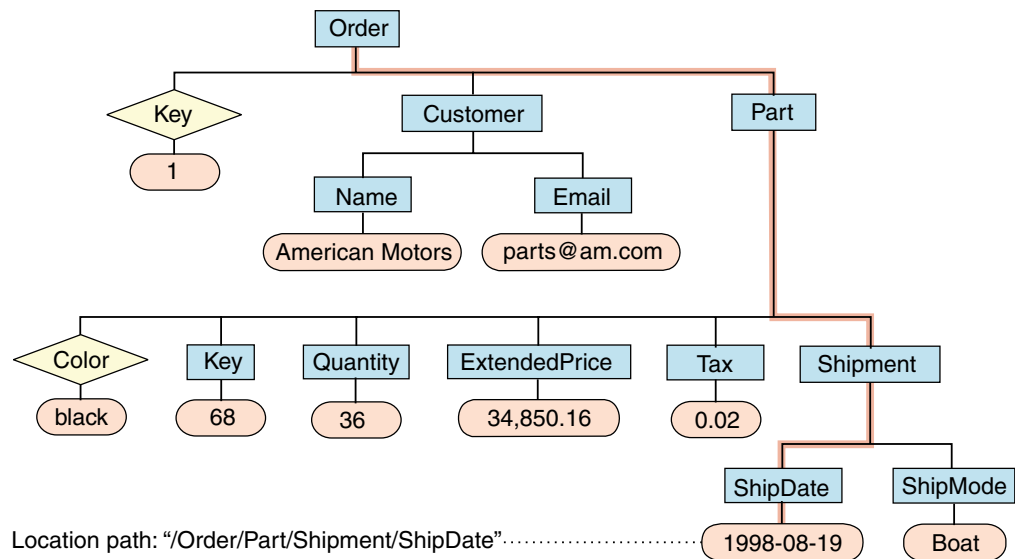 Order
Key
Customer
Part
1
Name
Email
American Motors
parts@am.com
Color
Key
Quantity
ExtendedPrice
Tax
Shipment
black
68
36
34,850.16
0.02
ShipDate
ShipMode
Location path: “/Order/Part/Shipment/ShipDate”
1998-08-19
Boat